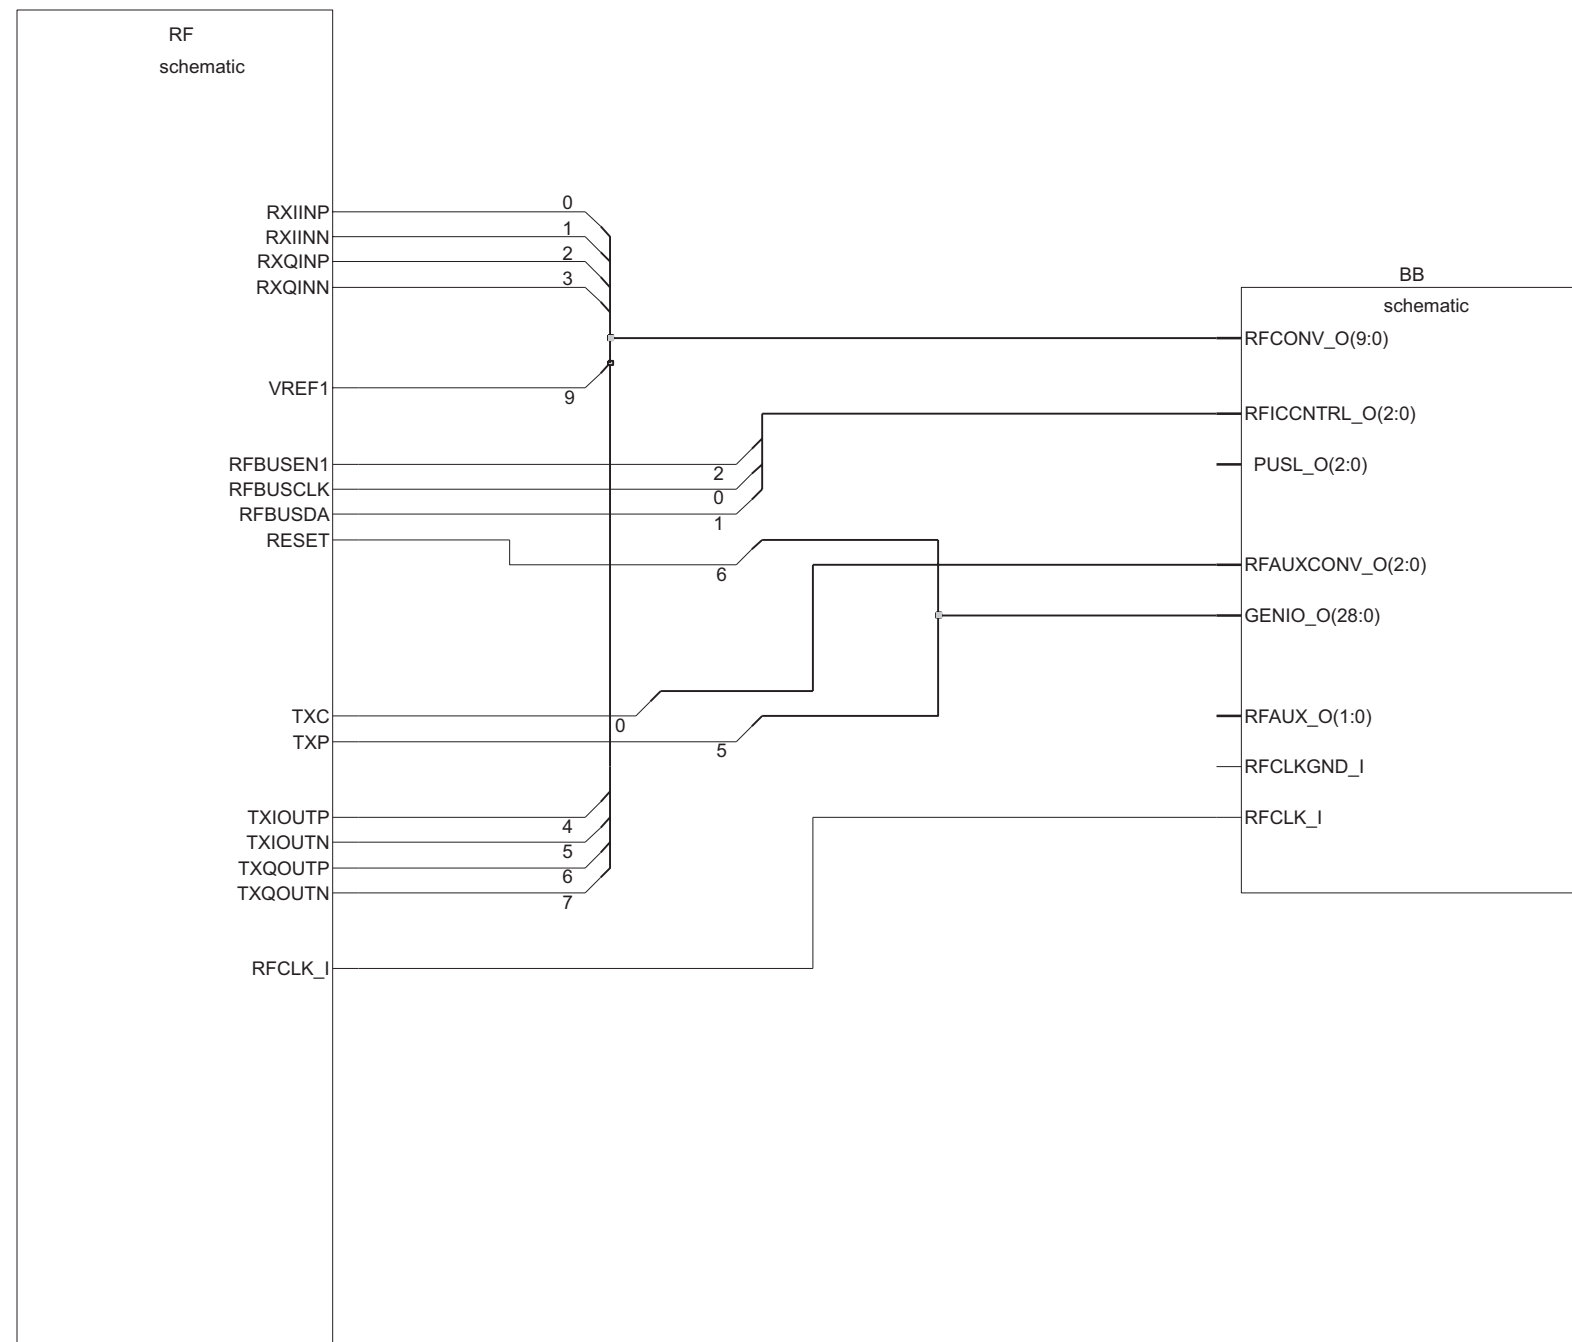 RF
schematic
RXIINP
0
RXIINN
1
RXQINP
2
RXQINN
3
VREF1
9
RFBUSEN1
2
RFBUSCLK
0
RFBUSDA
1
RESET
6
TXC
0
TXP
5
TXIOUTP
4
TXIOUTN
5
TXQOUTP
6
TXQOUTN
7
RFCLK_I
BB
schematic
RFCONV_O(9:0)
RFICCNTRL_O(2:0)
PUSL_O(2:0)
RFAUXCONV_O(2:0)
GENIO_O(28:0)
RFAUX_O(1:0)
RFCLKGND_I
RFCLK_I